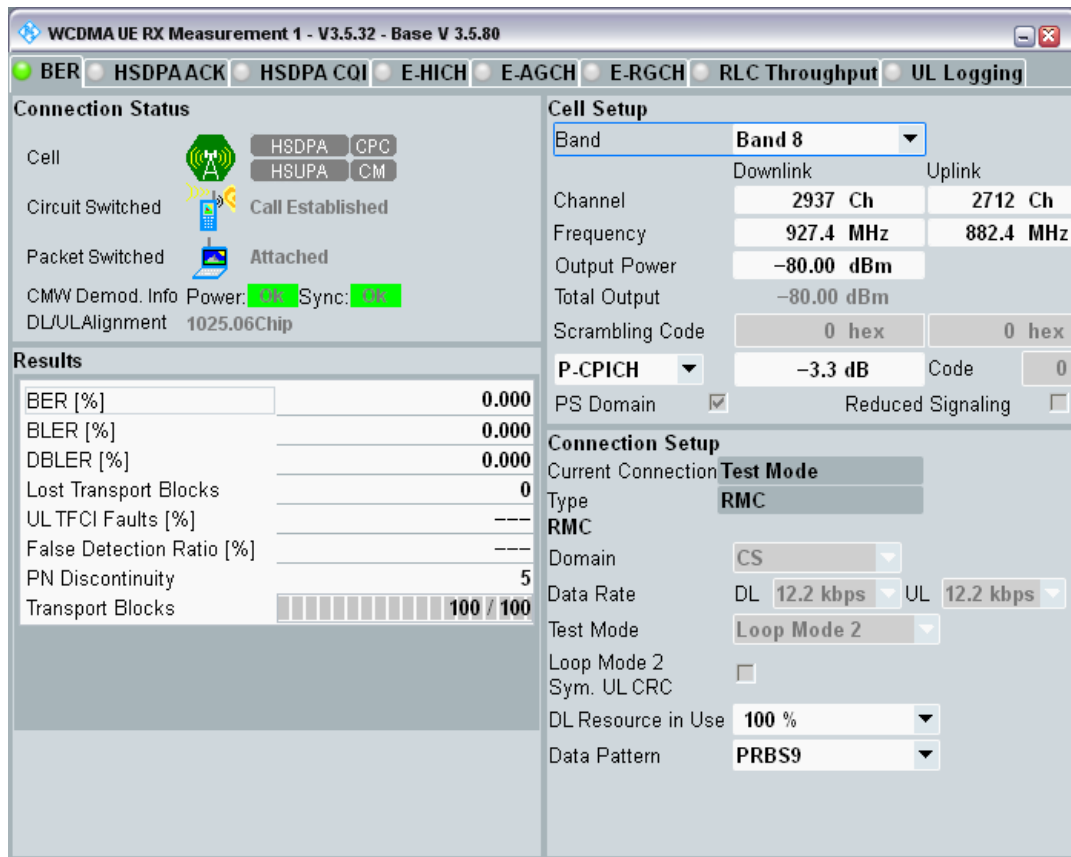 WCDMA UE RX Measurement 1 - V3.5.32 - Base V 3.5.80
BER HSDPA ACK HSDPA CQI E-HICH E-AGCH E-RGCH RLC Throughput UL Logging
Connection Status
Cell HSDPA CPC
HSUPA CM
Circuit Switched Call Established
Packet Switched Attached
CMW Demod. Info Power: Ok Sync: Ok
DL/UL Alignment 1025.06Chip
Results
BER [%] 0.000
BLER [%] 0.000
DBLER [%] 0.000
Lost Transport Blocks 0
UL TFCI Faults [%] ---
False Detection Ratio [%] ---
PN Discontinuity 5
Transport Blocks 100 / 100
Cell Setup
Band Band 8
Downlink Uplink
Channel 2937 Ch 2712 Ch
Frequency 927.4 MHz 882.4 MHz
Output Power -80.00 dBm
Total Output -80.00 dBm
Scrambling Code 0 hex 0 hex
P-CPICH -3.3 dB Code 0
PS Domain Reduced Signaling
Connection Setup
Current Connection Test Mode
Type RMC
RMC
Domain CS
Data Rate DL 12.2 kbps UL 12.2 kbps
Test Mode Loop Mode 2
Loop Mode 2
Sym. UL CRC
DL Resource in Use 100 %
Data Pattern PRBS9